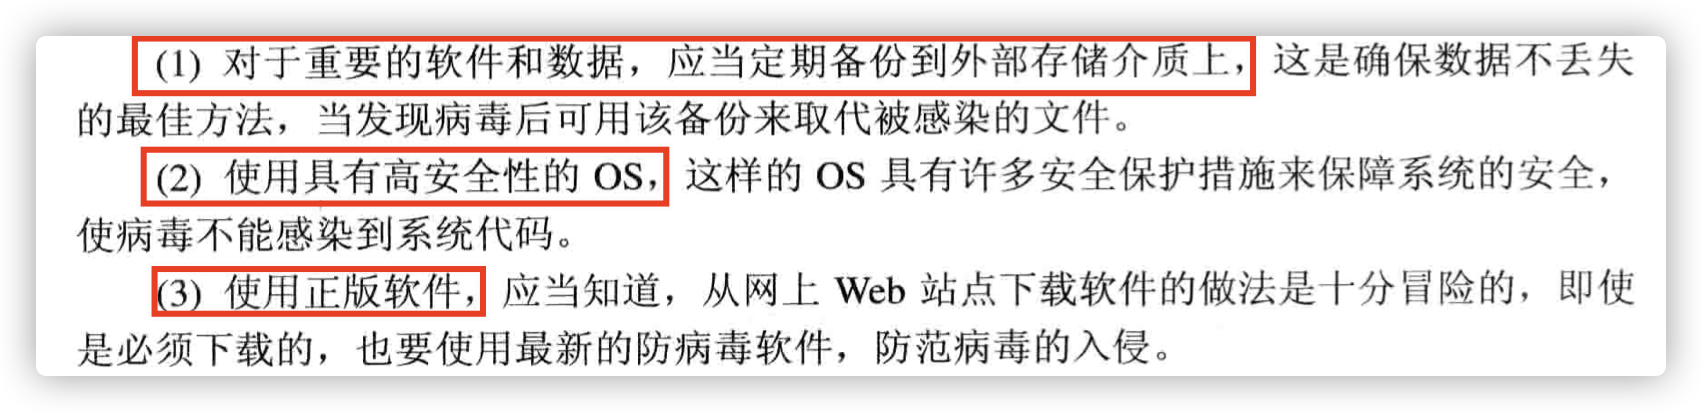 (1) 对于重要的软件和数据，应当定期备份到外部存储介质上，这是确保数据不丢失
的最佳方法，当发现病毒后可用该备份来取代被感染的文件。
(2) 使用具有高安全性的 OS，这样的 OS 具有许多安全保护措施来保障系统的安全，
使病毒不能感染到系统代码。
(3) 使用正版软件，应当知道，从网上 Web 站点下载软件的做法是十分冒险的，即使
是必须下载的，也要使用最新的防病毒软件，防范病毒的入侵。